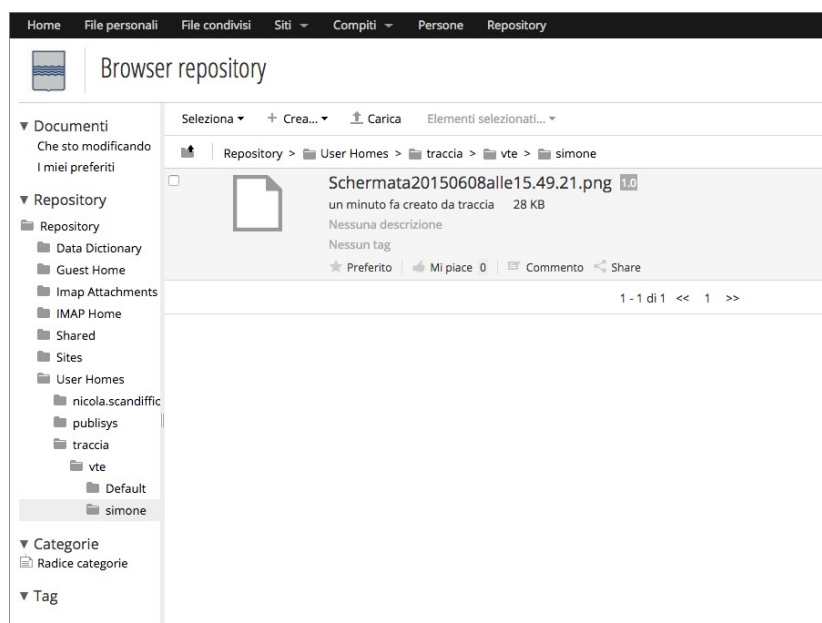 Home File personali File condivisi Siti Compiti Persone Repository
Browser repository
Documenti
Che sto modificando
I miei preferiti
Repository
Repository
Data Dictionary
Guest Home
Imap Attachments
IMAP Home
Shared
Sites
User Homes
nicola.scandiffic
publisys
traccia
vte
Default
simone
Categorie
Radice categorie
Tag
Seleziona + Crea... Carica Elementi selezionati...
Repository > User Homes > traccia > vte > simone
Schermata20150608alle15.49.21.png 1.0
un minuto fa creato da traccia 28 KB
Nessuna descrizione
Nessun tag
Preferito Mi piace 0 Commento Share
1 - 1 di 1 << 1 >>